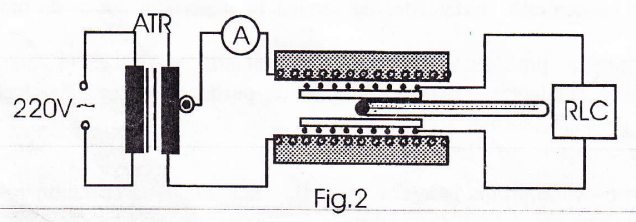 ATR
A
220V ~
RLC
Fig.2